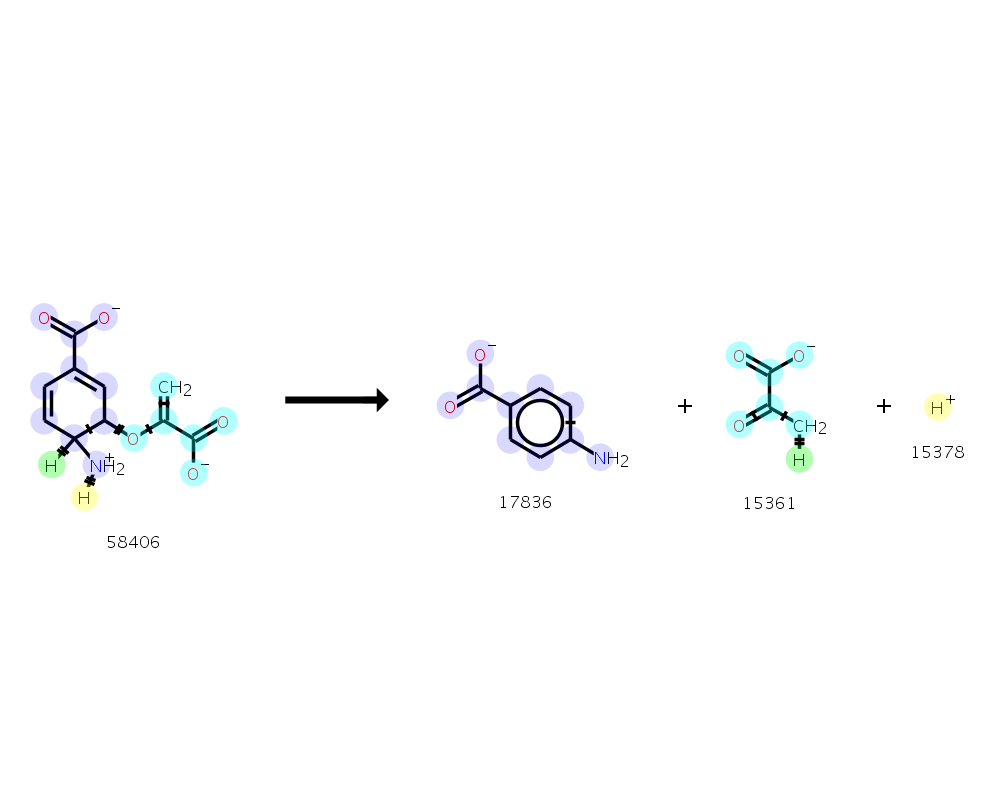 O O−
CH2
O
O
H NH2+ O−
H
58406
→
O−
O
NH2
17836
+
O O−
O CH2
H
15361
+
H+
15378